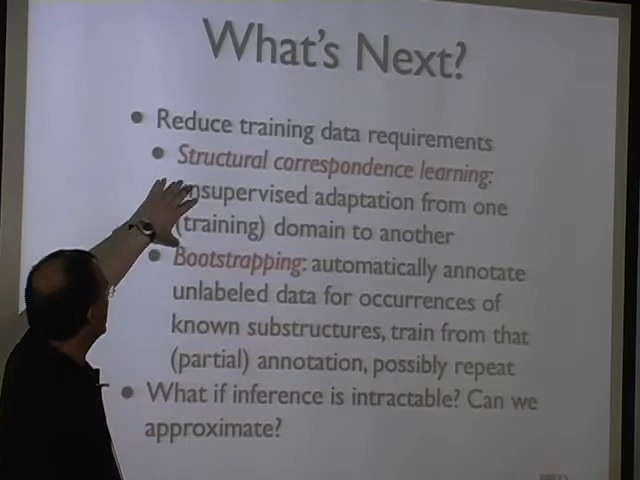 What's Next?
• Reduce training data requirements
• Structural correspondence learning:
unsupervised adaptation from one
(training) domain to another
• Bootstrapping: automatically annotate
unlabeled data for occurrences of
known substructures, train from that
(partial) annotation, possibly repeat
• What if inference is intractable? Can we
approximate?